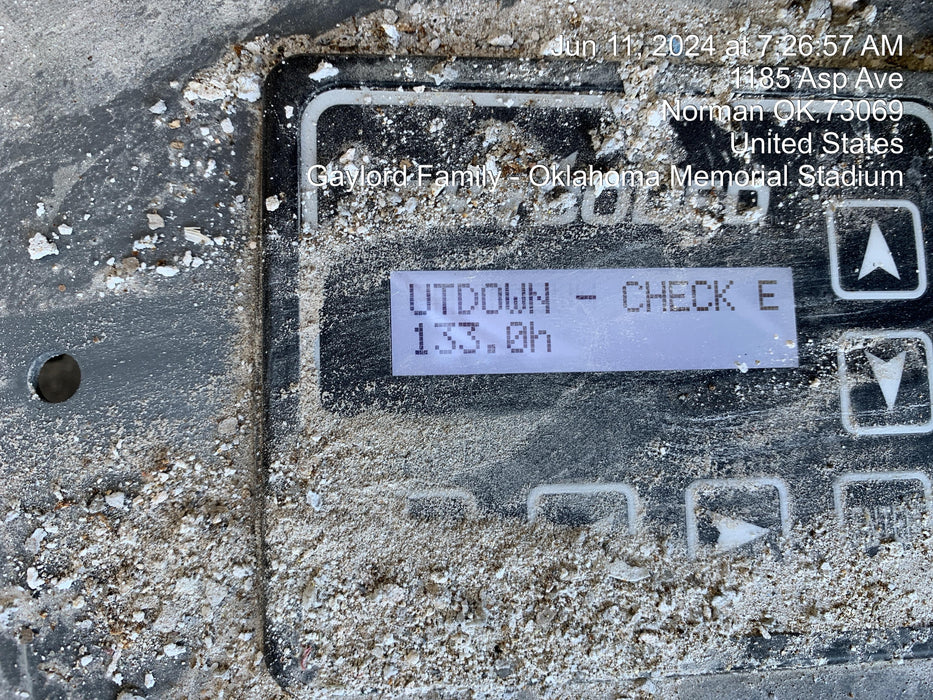 Jun 11, 2024 at 7:26:57 AM
1185 Asp Ave
Norman OK 73069
United States
Gaylord Family - Oklahoma Memorial Stadium
UTDOWN - CHECK E
133.0h